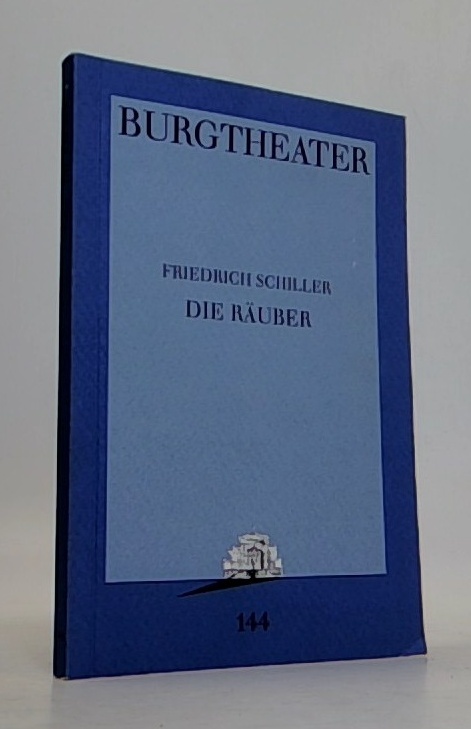 BURGTHEATER
FRIEDRICH SCHILLER
DIE RÄUBER
144